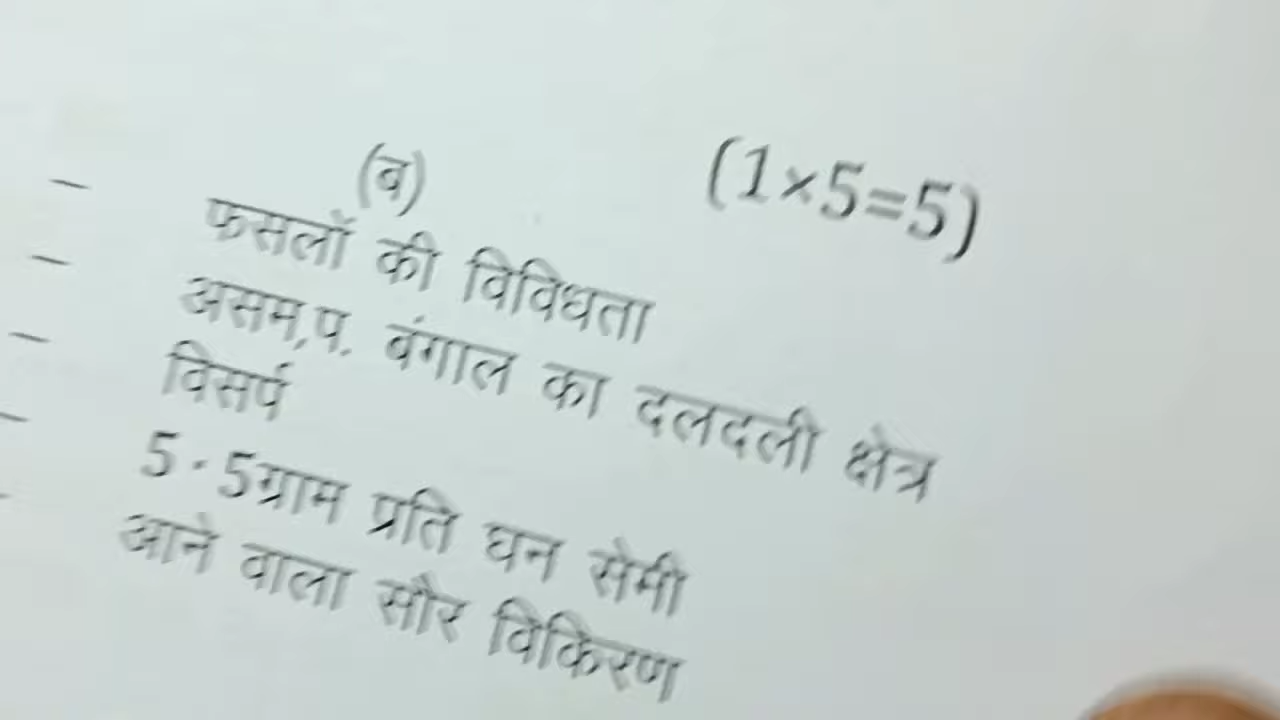 (ब) (1×5=5)
– फसलों की विविधता
– असम,प. बंगाल का दलदली क्षेत्र
– विसर्प
– 5·5ग्राम प्रति घन सेमी
– आने वाला सौर विकिरण